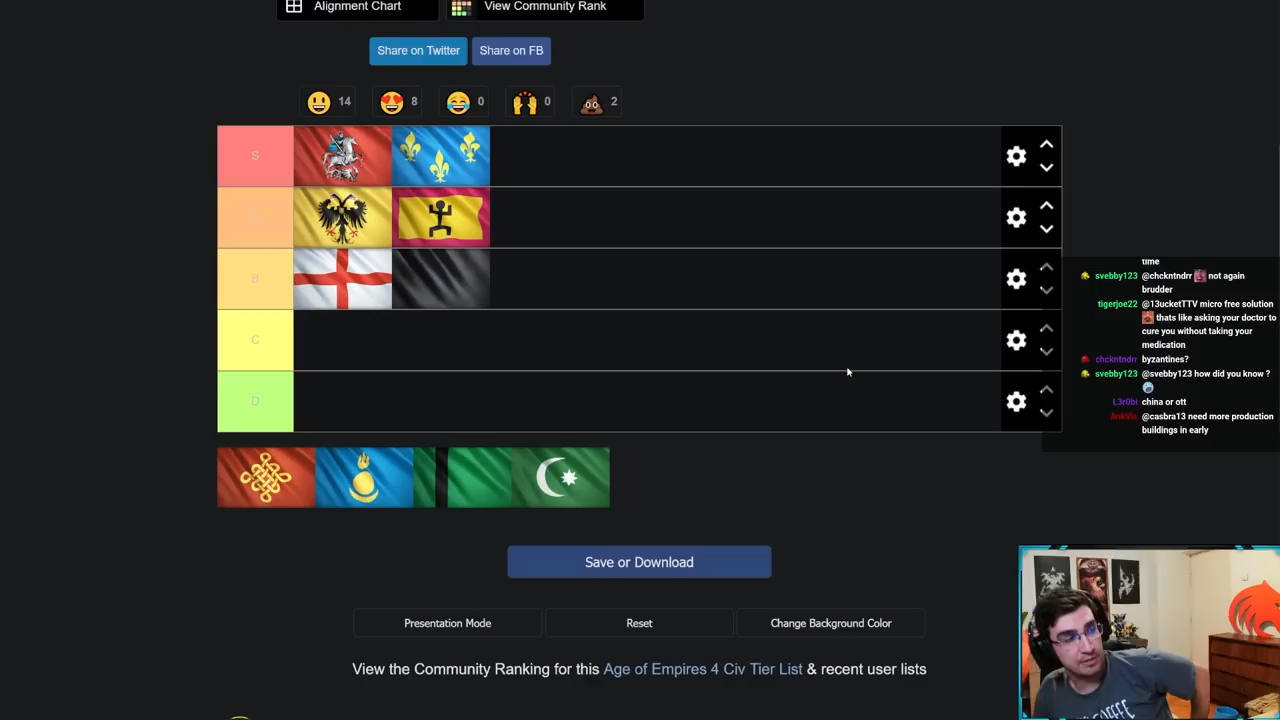 Alignment Chart
View Community Rank
Share on Twitter
Share on FB
14
8
0
0
2
S
B
C
D
time
svebby123 @chckntndrr not again
brudder
tigerjoe22 @13ucketTTV micro free solution
thats like asking your doctor to
cure you without taking your
medication
chckntndrr byzantines?
svebby123 @svebby123 how did you know ?
L3r0bi china or ott
@casbra13 need more production
buildings in early
Save or Download
Presentation Mode
Reset
Change Background Color
View the Community Ranking for this Age of Empires 4 Civ Tier List & recent user lists